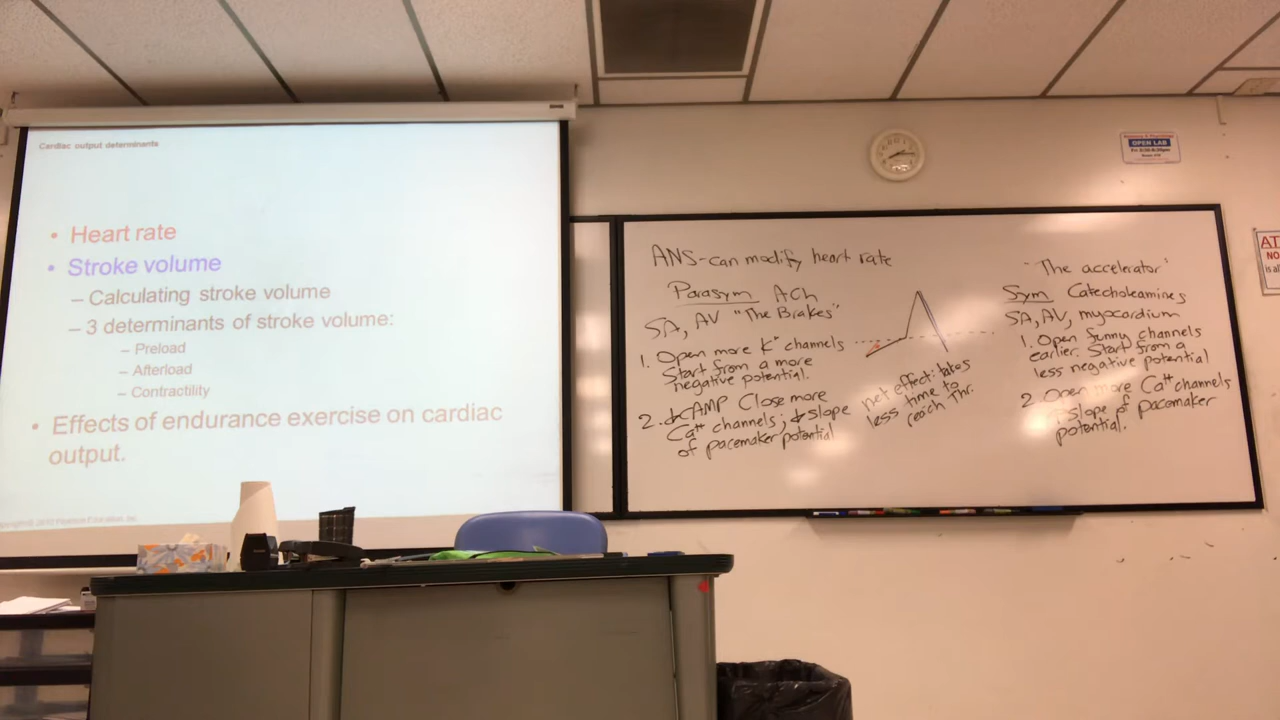 Cardiac output determinants
• Heart rate
• Stroke volume
– Calculating stroke volume
– 3 determinants of stroke volume:
– Preload
– Afterload
– Contractility
• Effects of endurance exercise on cardiac
output.
ANS-can modify heart rate
Parasym ACh
SA, AV "The Brakes"
1. Open more K⁺ channels
Start from a more
negative potential.
2. ↓cAMP Close more
Ca⁺⁺ channels; ↓ slope
of pacemaker potential
net effect: takes
less time to
reach Thr.
"The accelerator"
Sym Catecholeamines
SA, AV, myocardium
1. Open funny channels
earlier. Start from a
less negative potential
2. Open more Ca⁺⁺ channels
↑slope of pacemaker
potential.
OPEN LAB
AT
NO